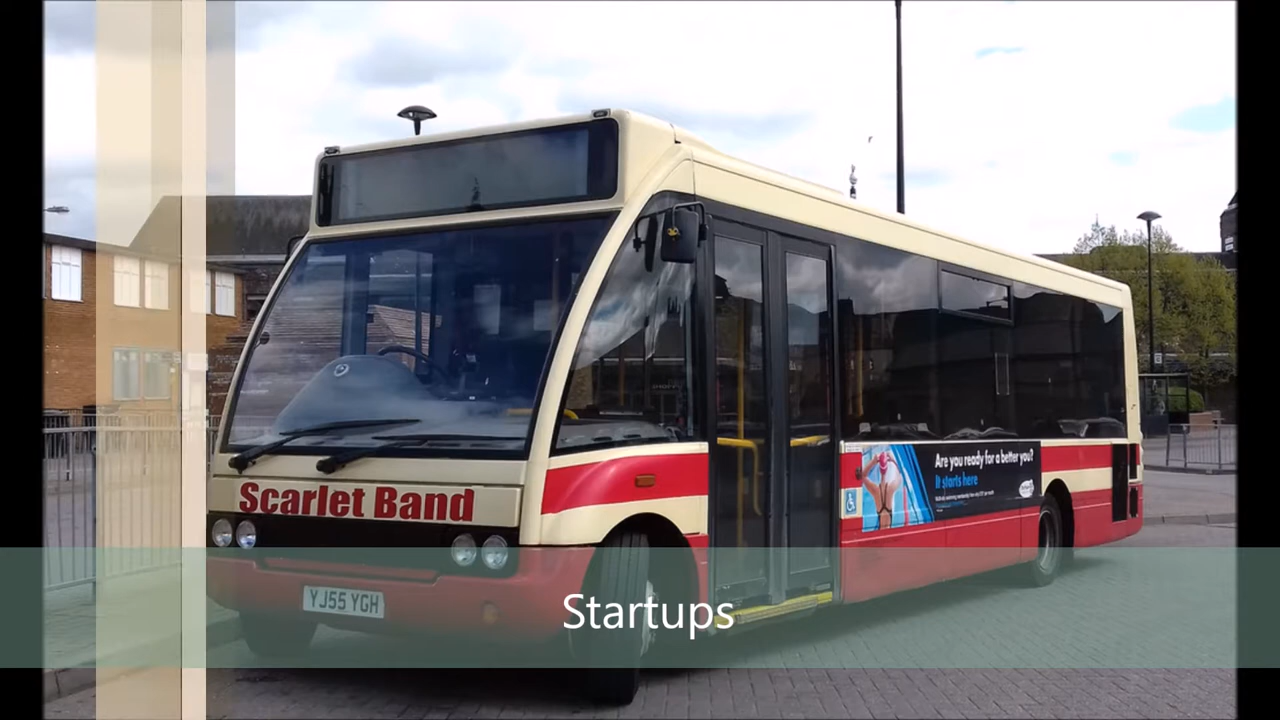 Scarlet Band
Are you ready for a better you?
It starts here
YJ55 YGH
Startups